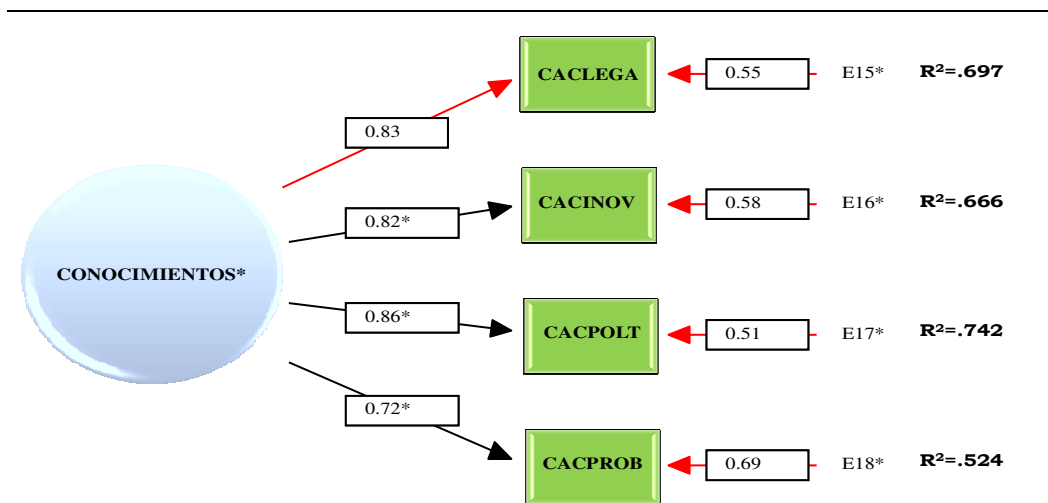 CACLEGA 0.55 E15* R²=.697
0.83
CACINOV 0.58 E16* R²=.666
0.82*
CONOCIMIENTOS*
0.86* CACPOLT 0.51 E17* R²=.742
0.72*
CACPROB 0.69 E18* R²=.524